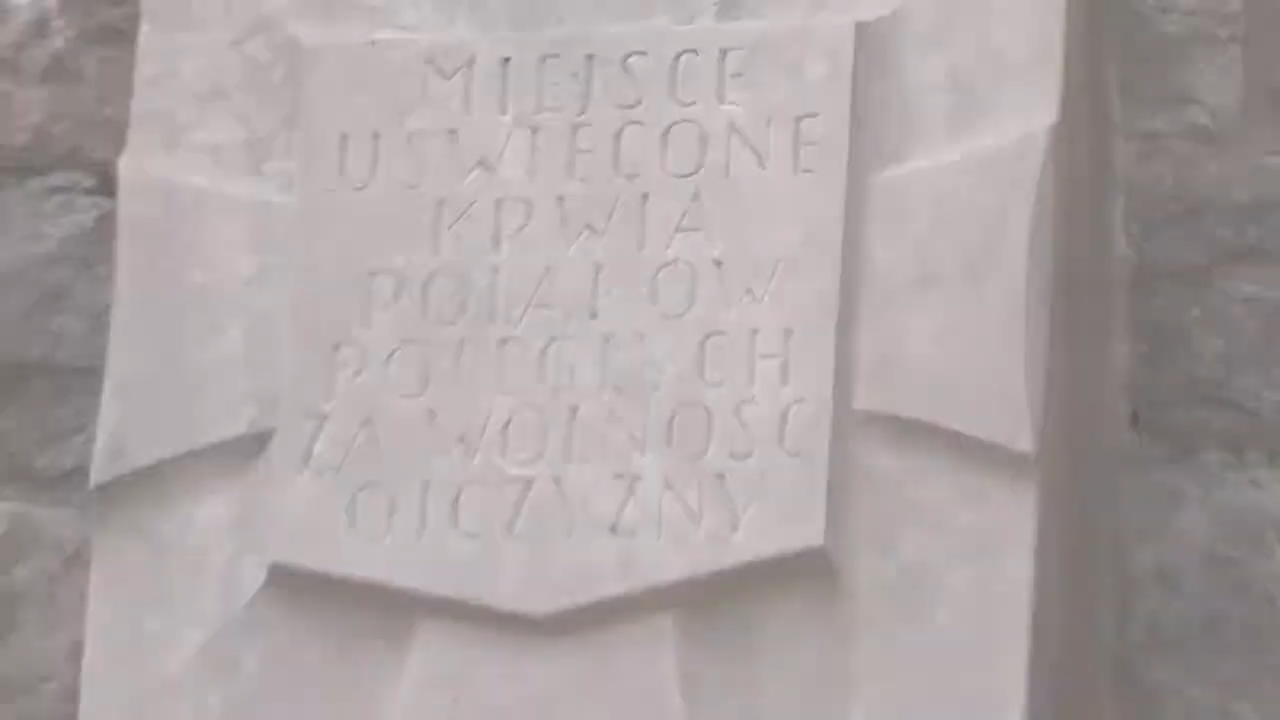 MIEJSCE
UŚWIĘCONE
KRWIĄ
POLAKÓW
POLEGŁYCH
ZA WOLNOŚĆ
OJCZYZNY